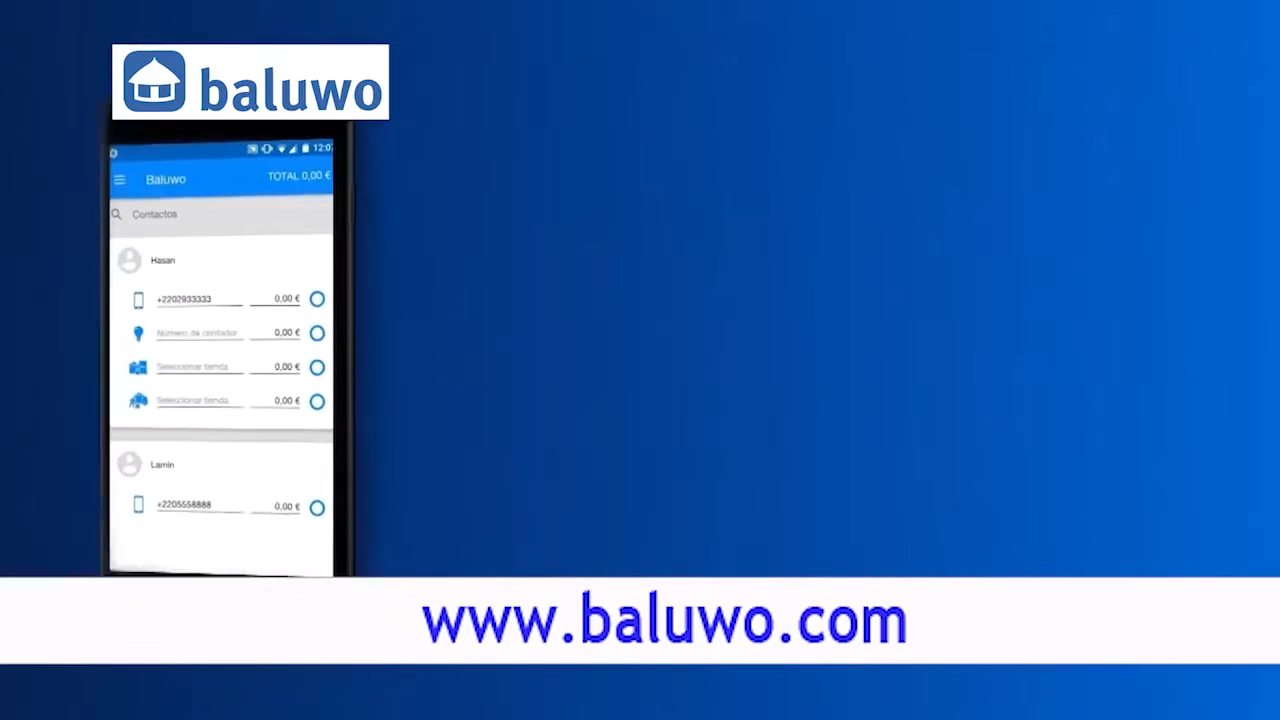 baluwo
12:07
Baluwo TOTAL 0,00 €
Contactos
Hasan
+2202933333 0,00 €
Número de contador 0,00 €
Seleccionar tienda 0,00 €
Seleccionar tienda 0,00 €
Lamin
+2205558888 0,00 €
www.baluwo.com